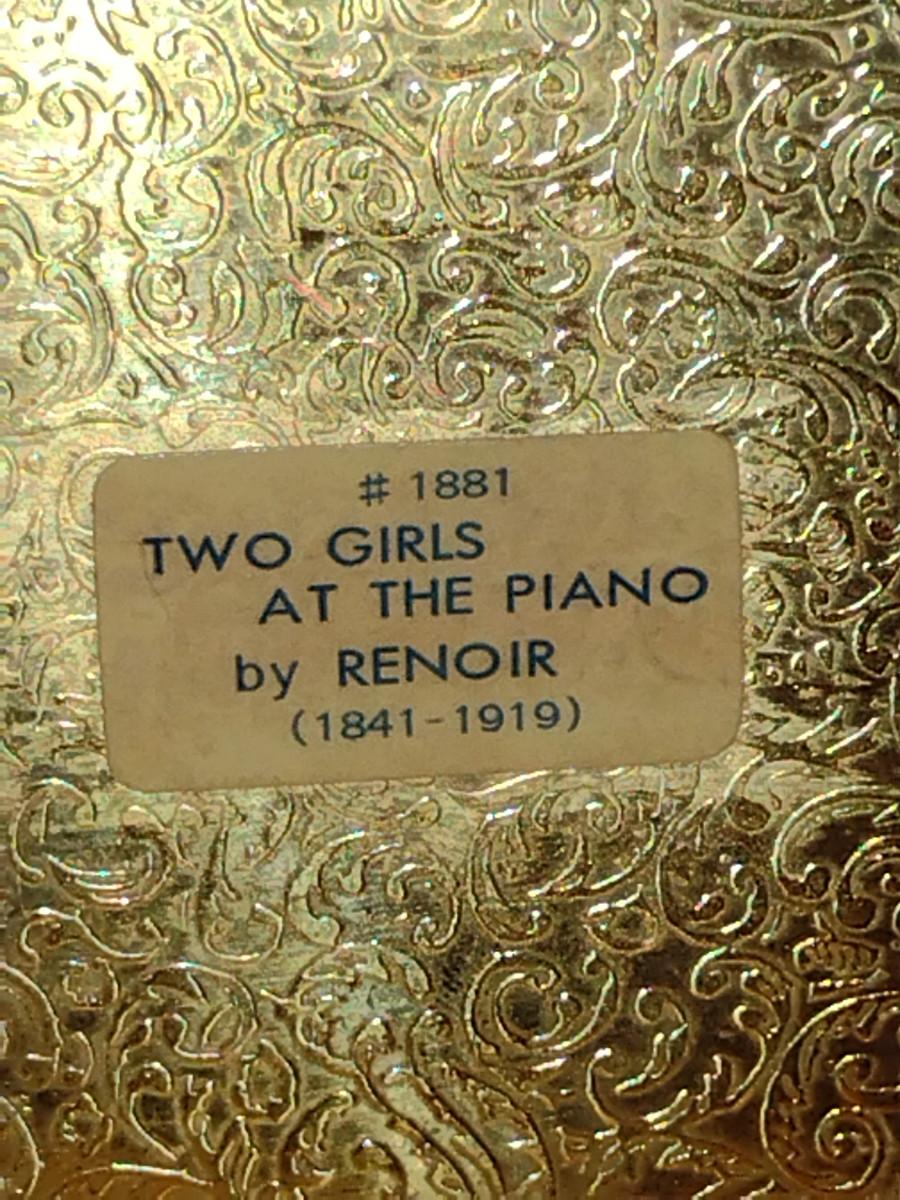 # 1881
TWO GIRLS
AT THE PIANO
by RENOIR
(1841-1919)